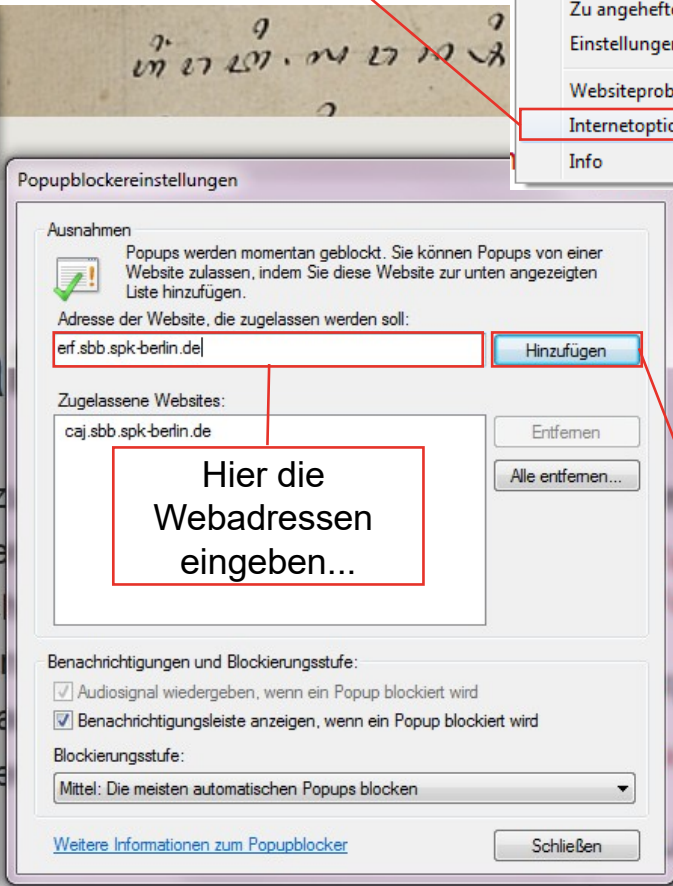 Zu angehefte
Einstellunger
Websiteprob
Internetoptio
Info
Popupblockereinstellungen
Ausnahmen
Popups werden momentan geblockt. Sie können Popups von einer
Website zulassen, indem Sie diese Website zur unten angezeigten
Liste hinzufügen.
Adresse der Website, die zugelassen werden soll:
erf.sbb.spk-berlin.de
Hinzufügen
Zugelassene Websites:
caj.sbb.spk-berlin.de
Entfernen
Alle entfernen...
Hier die
Webadressen
eingeben...
Benachrichtigungen und Blockierungsstufe:
Audiosignal wiedergeben, wenn ein Popup blockiert wird
Benachrichtigungsleiste anzeigen, wenn ein Popup blockiert wird
Blockierungsstufe:
Mittel: Die meisten automatischen Popups blocken
Weitere Informationen zum Popupblocker
Schließen